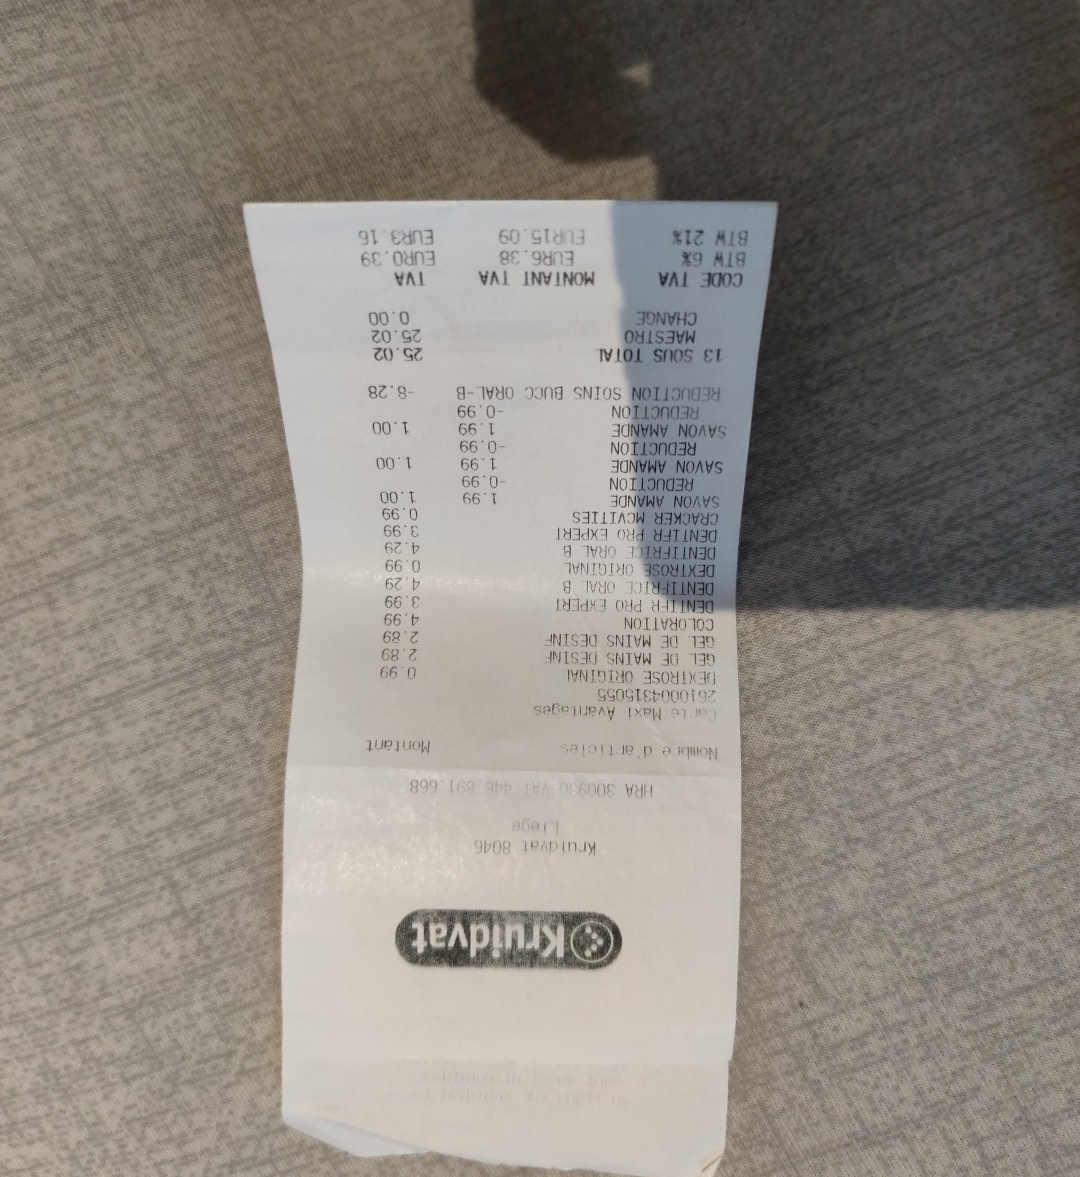 Kruidvat
Kruidvat 8046
Liege
HRA 300930 VAT 446.891.668
Nombre d'articles Montant
Carte Maxi Avantages
2610004315055
DEXTROSE ORIGINAL 0.99
GEL DE MAINS DESINF 2.89
GEL DE MAINS DESINF 2.89
COLORATION 4.99
DENTIFR PRO EXPERT 3.99
DENTIFRICE ORAL B 4.29
DEXTROSE ORIGINAL 0.99
DENTIFRICE ORAL B 4.29
DENTIFR PRO EXPERT 3.99
CRACKER MCVITIES 0.99
SAVON AMANDE 1.99 1.00
REDUCTION -0.99
SAVON AMANDE 1.99 1.00
REDUCTION -0.99
SAVON AMANDE 1.99 1.00
REDUCTION -0.99
REDUCTION SOINS BUCC ORAL-B -8.28
13 SOUS TOTAL 25.02
MAESTRO 25.02
CHANGE 0.00
CODE TVA MONTANT TVA TVA
BTW 6% EUR6.38 EUR0.39
BTW 21% EUR15.09 EUR3.16